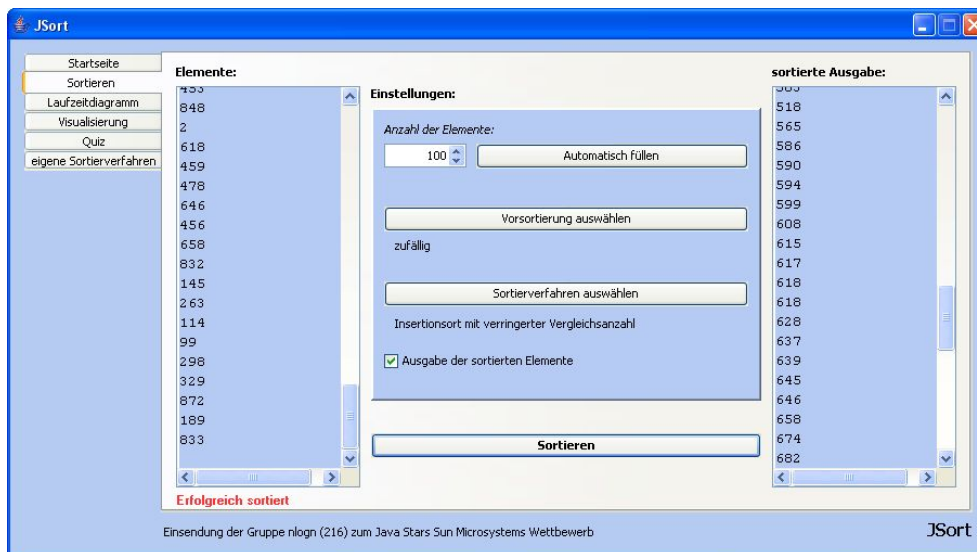 JSort
Startseite
Sortieren
Laufzeitdiagramm
Visualisierung
Quiz
eigene Sortierverfahren
Elemente:
848
2
618
459
478
646
456
658
832
145
263
114
99
298
329
872
189
833
Erfolgreich sortiert
Einstellungen:
Anzahl der Elemente:
100 Automatisch füllen
Vorsortierung auswählen
zufällig
Sortierverfahren auswählen
Insertionsort mit verringerter Vergleichsanzahl
Ausgabe der sortierten Elemente
Sortieren
sortierte Ausgabe:
518
565
586
590
594
599
608
615
617
618
618
628
637
639
645
646
658
674
682
Einsendung der Gruppe nlogn (216) zum Java Stars Sun Microsystems Wettbewerb
JSort